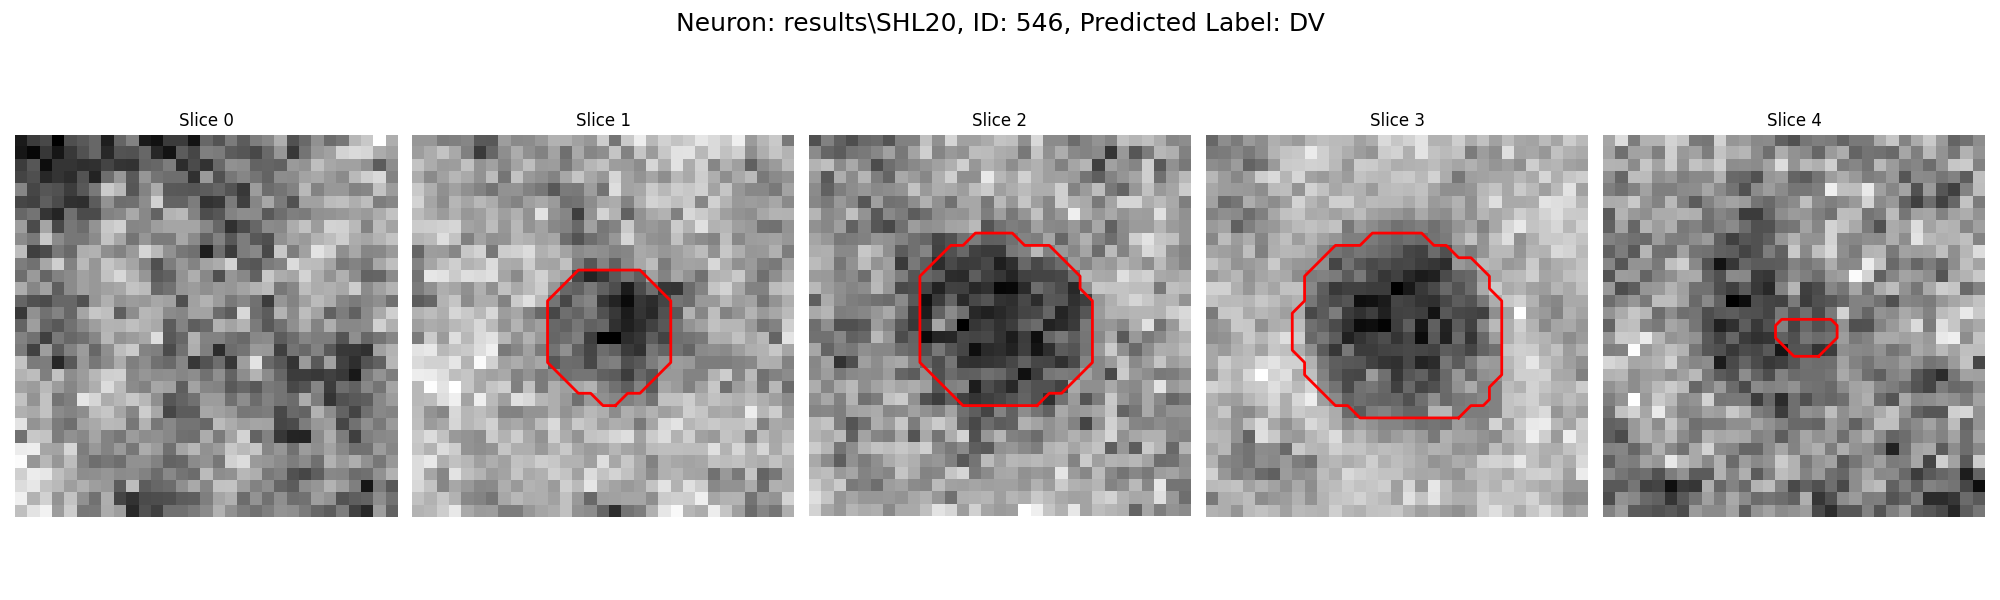 Neuron: results\SHL20, ID: 546, Predicted Label: DV
Slice 0
Slice 1
Slice 2
Slice 3
Slice 4